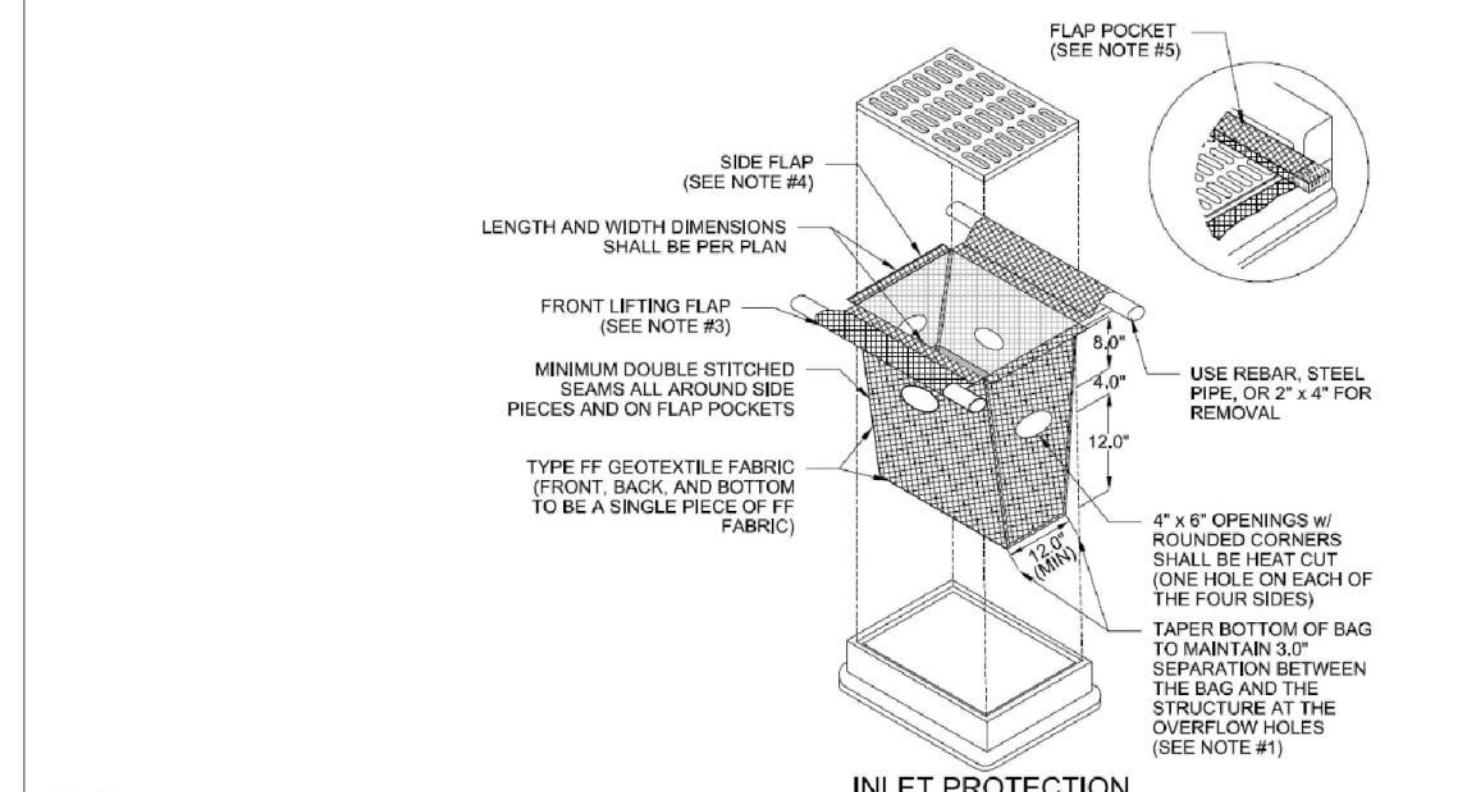 FLAP POCKET
(SEE NOTE #5)
SIDE FLAP
(SEE NOTE #4)
LENGTH AND WIDTH DIMENSIONS
SHALL BE PER PLAN
FRONT LIFTING FLAP
(SEE NOTE #3)
MINIMUM DOUBLE STITCHED
SEAMS ALL AROUND SIDE
PIECES AND ON FLAP POCKETS
TYPE FF GEOTEXTILE FABRIC
(FRONT, BACK, AND BOTTOM
TO BE A SINGLE PIECE OF FF
FABRIC)
8.0"
4.0"
12.0"
12.0"
(MIN)
USE REBAR, STEEL
PIPE, OR 2" x 4" FOR
REMOVAL
4" x 6" OPENINGS w/
ROUNDED CORNERS
SHALL BE HEAT CUT
(ONE HOLE ON EACH OF
THE FOUR SIDES)
TAPER BOTTOM OF BAG
TO MAINTAIN 3.0"
SEPARATION BETWEEN
THE BAG AND THE
STRUCTURE AT THE
OVERFLOW HOLES
(SEE NOTE #1)
INLET PROTECTION